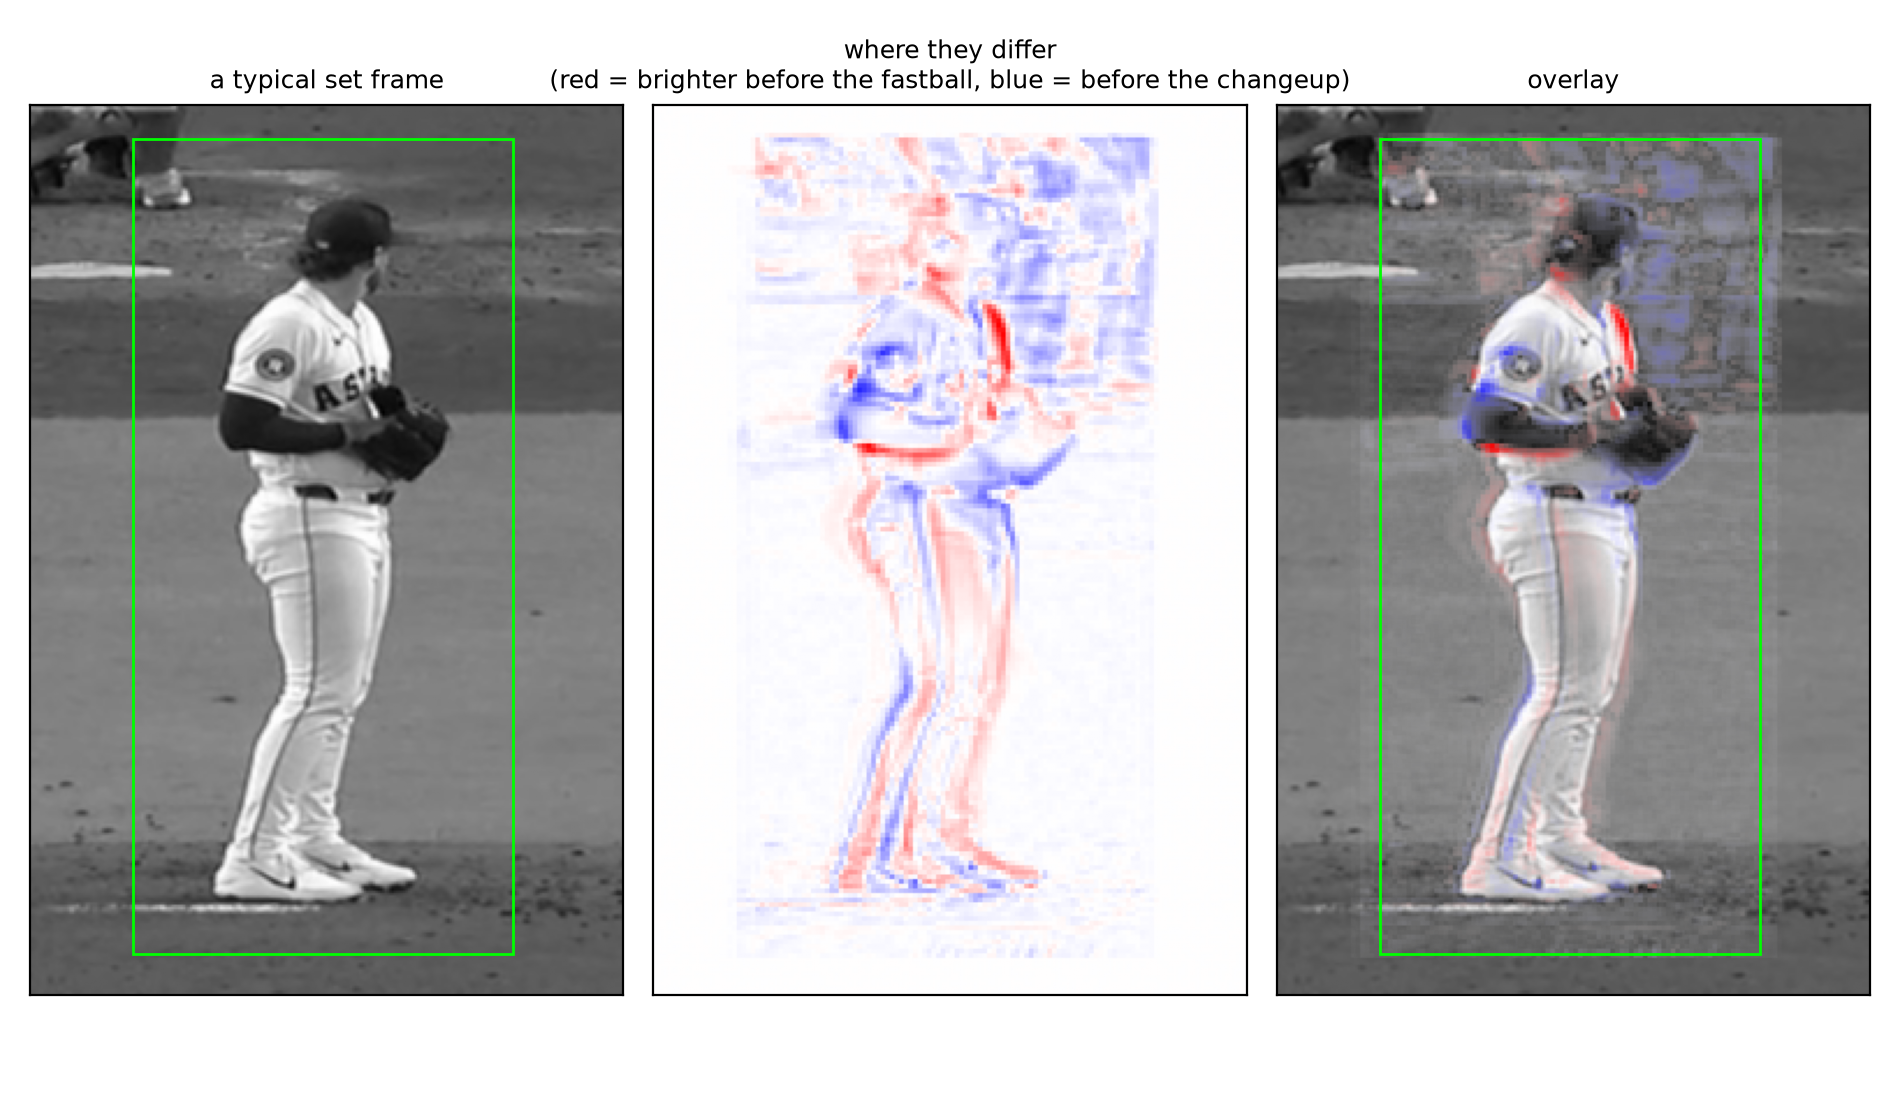 a typical set frame
where they differ
(red = brighter before the fastball, blue = before the changeup)
overlay